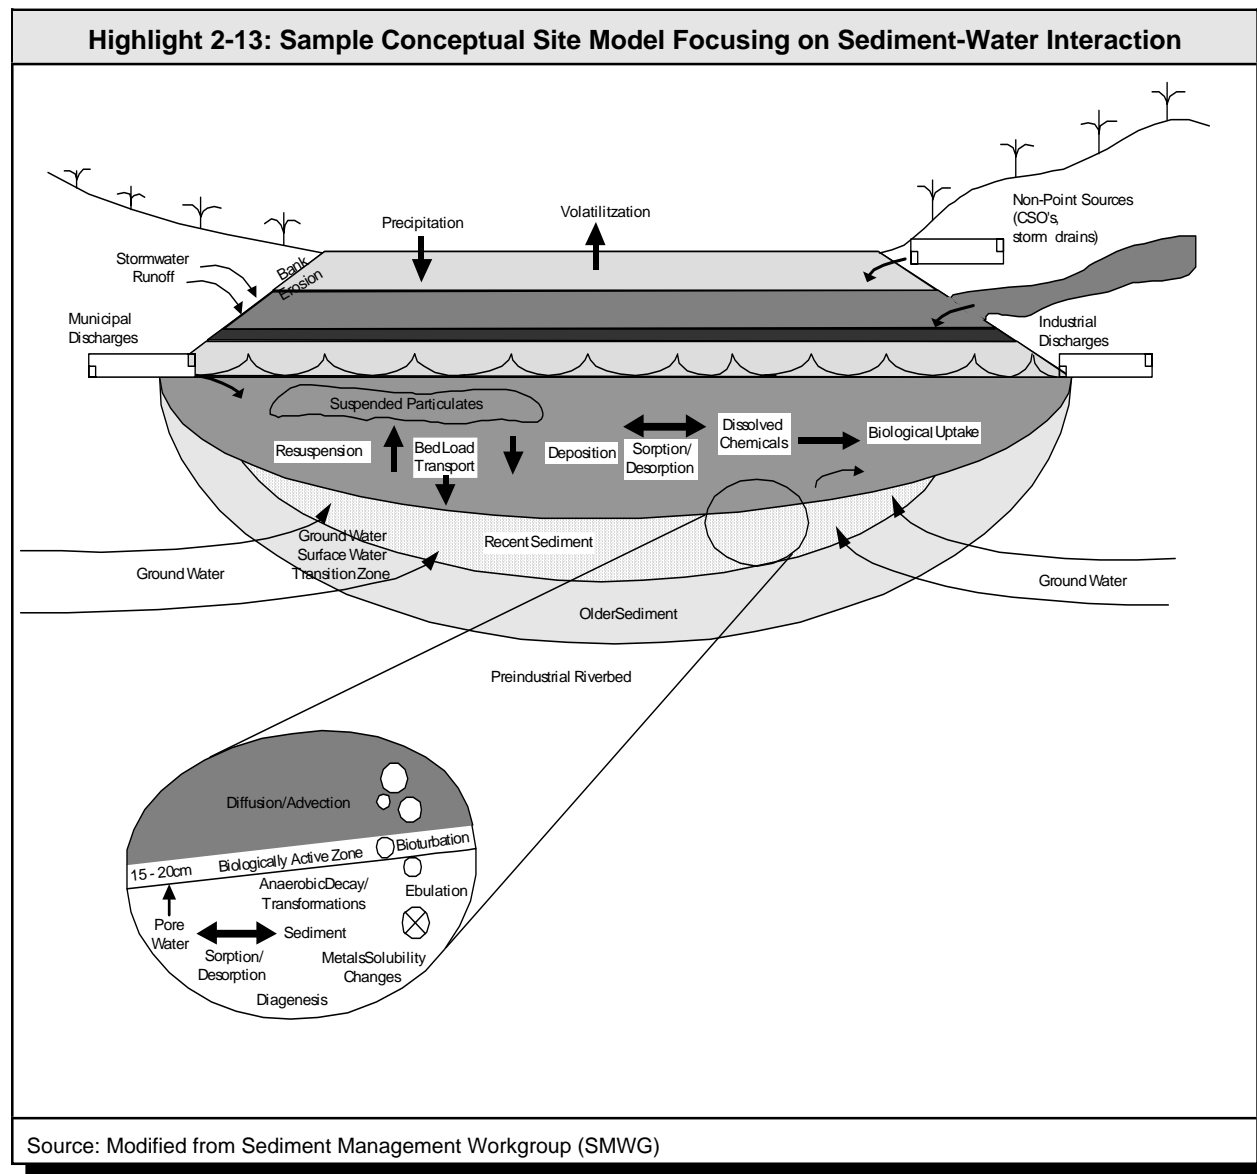 Highlight 2-13: Sample Conceptual Site Model Focusing on Sediment-Water Interaction
Non-Point Sources
(CSO's,
storm drains)
Precipitation
Volatilitzation
Stormwater
Runoff
Bank
Erosion
Municipal
Discharges
Industrial
Discharges
Suspended Particulates
Resuspension
Bed Load
Transport
Deposition
Sorption/
Desorption
Dissolved
Chemicals
Biological Uptake
Ground Water
Surface Water
Transition Zone
Recent Sediment
Ground Water
Ground Water
Older Sediment
Preindustrial Riverbed
Diffusion/Advection
15 - 20cm
Biologically Active Zone
Bioturbation
Anaerobic Decay/
Transformations
Ebulation
Pore
Water
Sediment
Sorption/
Desorption
Metals Solubility
Changes
Diagenesis
Source: Modified from Sediment Management Workgroup (SMWG)